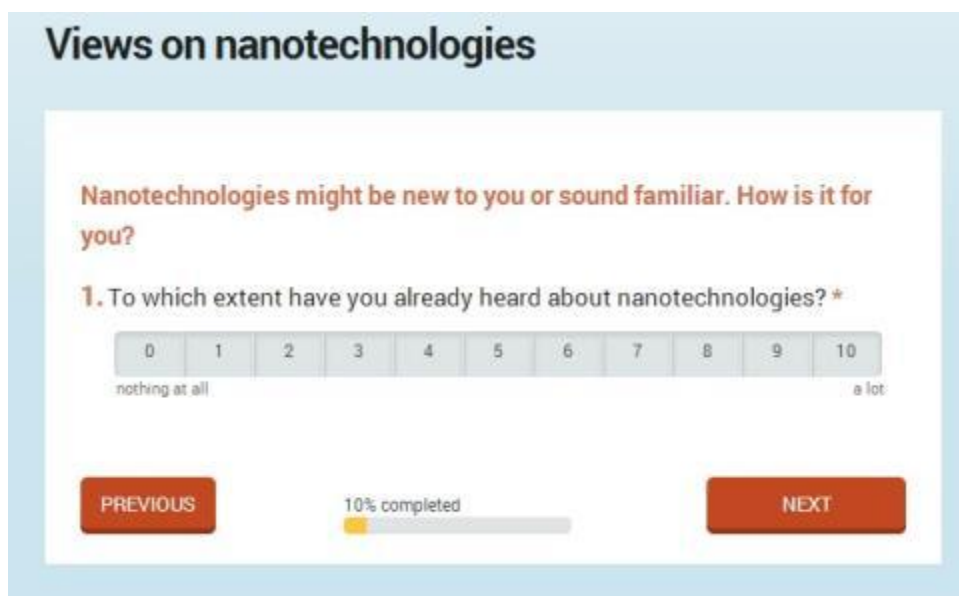 Views on nanotechnologies
Nanotechnologies might be new to you or sound familiar. How is it for
you?
1. To which extent have you already heard about nanotechnologies? *
0 1 2 3 4 5 6 7 8 9 10
nothing at all a lot
PREVIOUS 10% completed NEXT